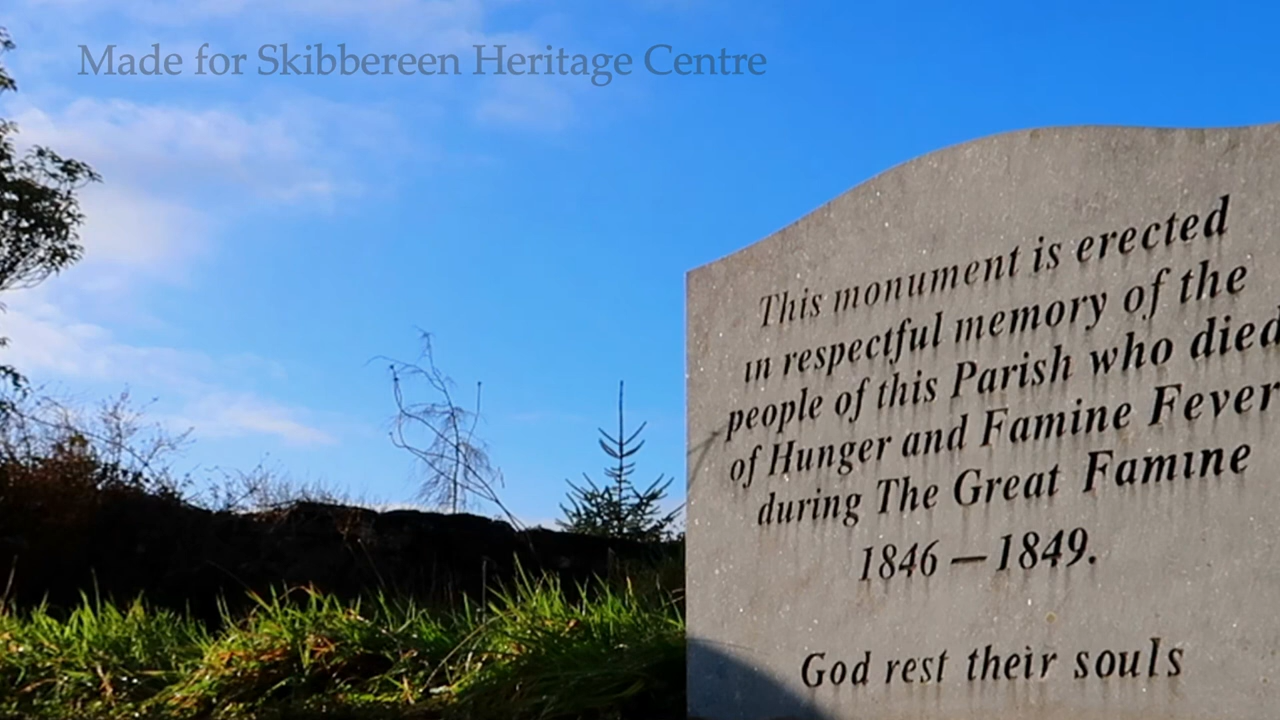 Made for Skibbereen Heritage Centre
This monument is erected
in respectful memory of the
people of this Parish who died
of Hunger and Famine Fever
during The Great Famine
1846 – 1849.
God rest their souls